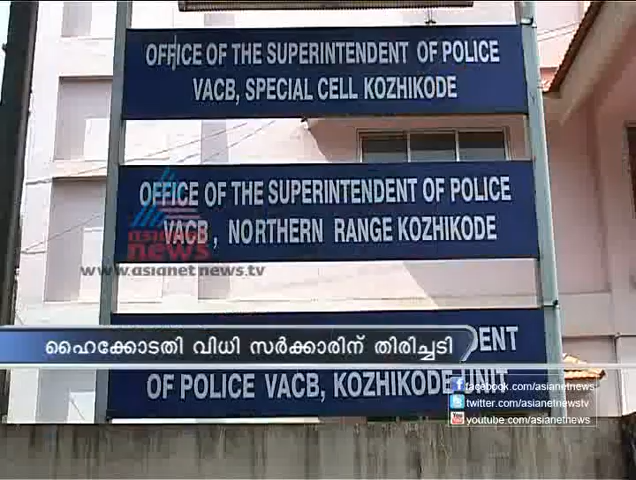 OFFICE OF THE SUPERINTENDENT OF POLICE
VACB, SPECIAL CELL KOZHIKODE
OFFICE OF THE SUPERINTENDENT OF POLICE
VACB, NORTHERN RANGE KOZHIKODE
asianet
news
www.asianetnews.tv
ഹൈക്കോടതി വിധി സർക്കാരിന് തിരിച്ചടി
DENT
OF POLICE VACB, KOZHIKODE UNIT
facebook.com/asianetnews
twitter.com/asianetnewstv
youtube.com/asianetnews